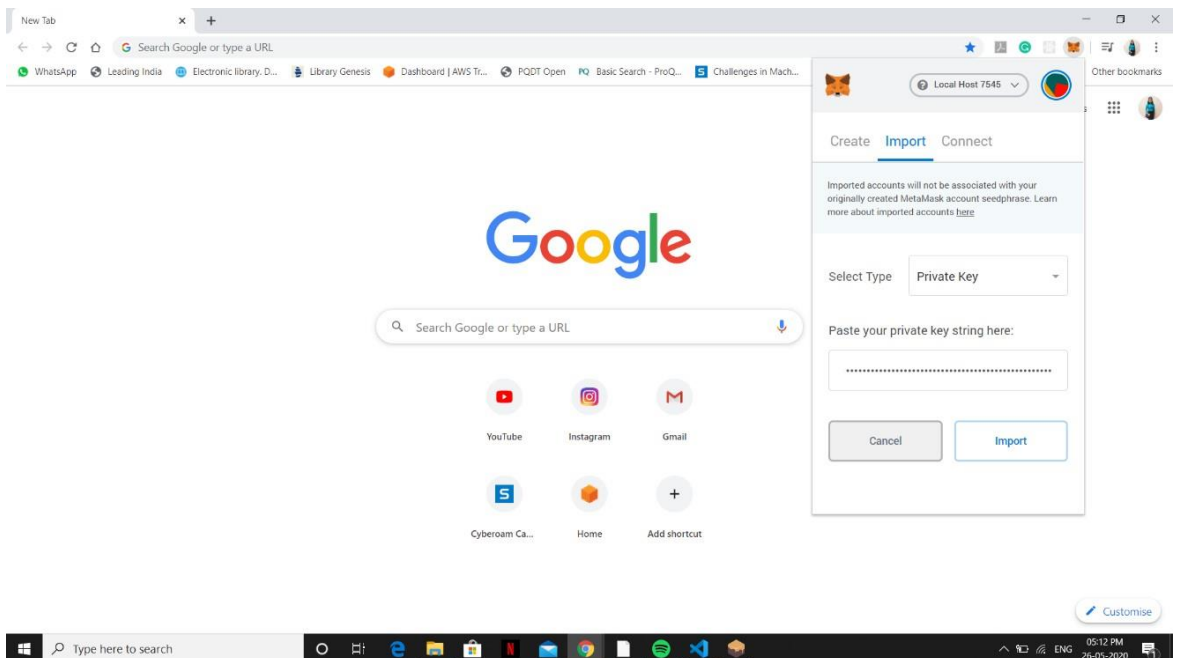 New Tab
Search Google or type a URL
WhatsApp Leading India Electronic library. D... Library Genesis Dashboard | AWS Tr... PQDT Open PQ Basic Search - ProQ... S Challenges in Mach... Other bookmarks
Local Host 7545
Create Import Connect
Imported accounts will not be associated with your
originally created MetaMask account seedphrase. Learn
more about imported accounts here
Google
Select Type Private Key
Search Google or type a URL
Paste your private key string here:
YouTube Instagram Gmail
Cancel Import
Cyberoam Ca... Home Add shortcut
Customise
Type here to search
ENG
05:12 PM
26-05-2020